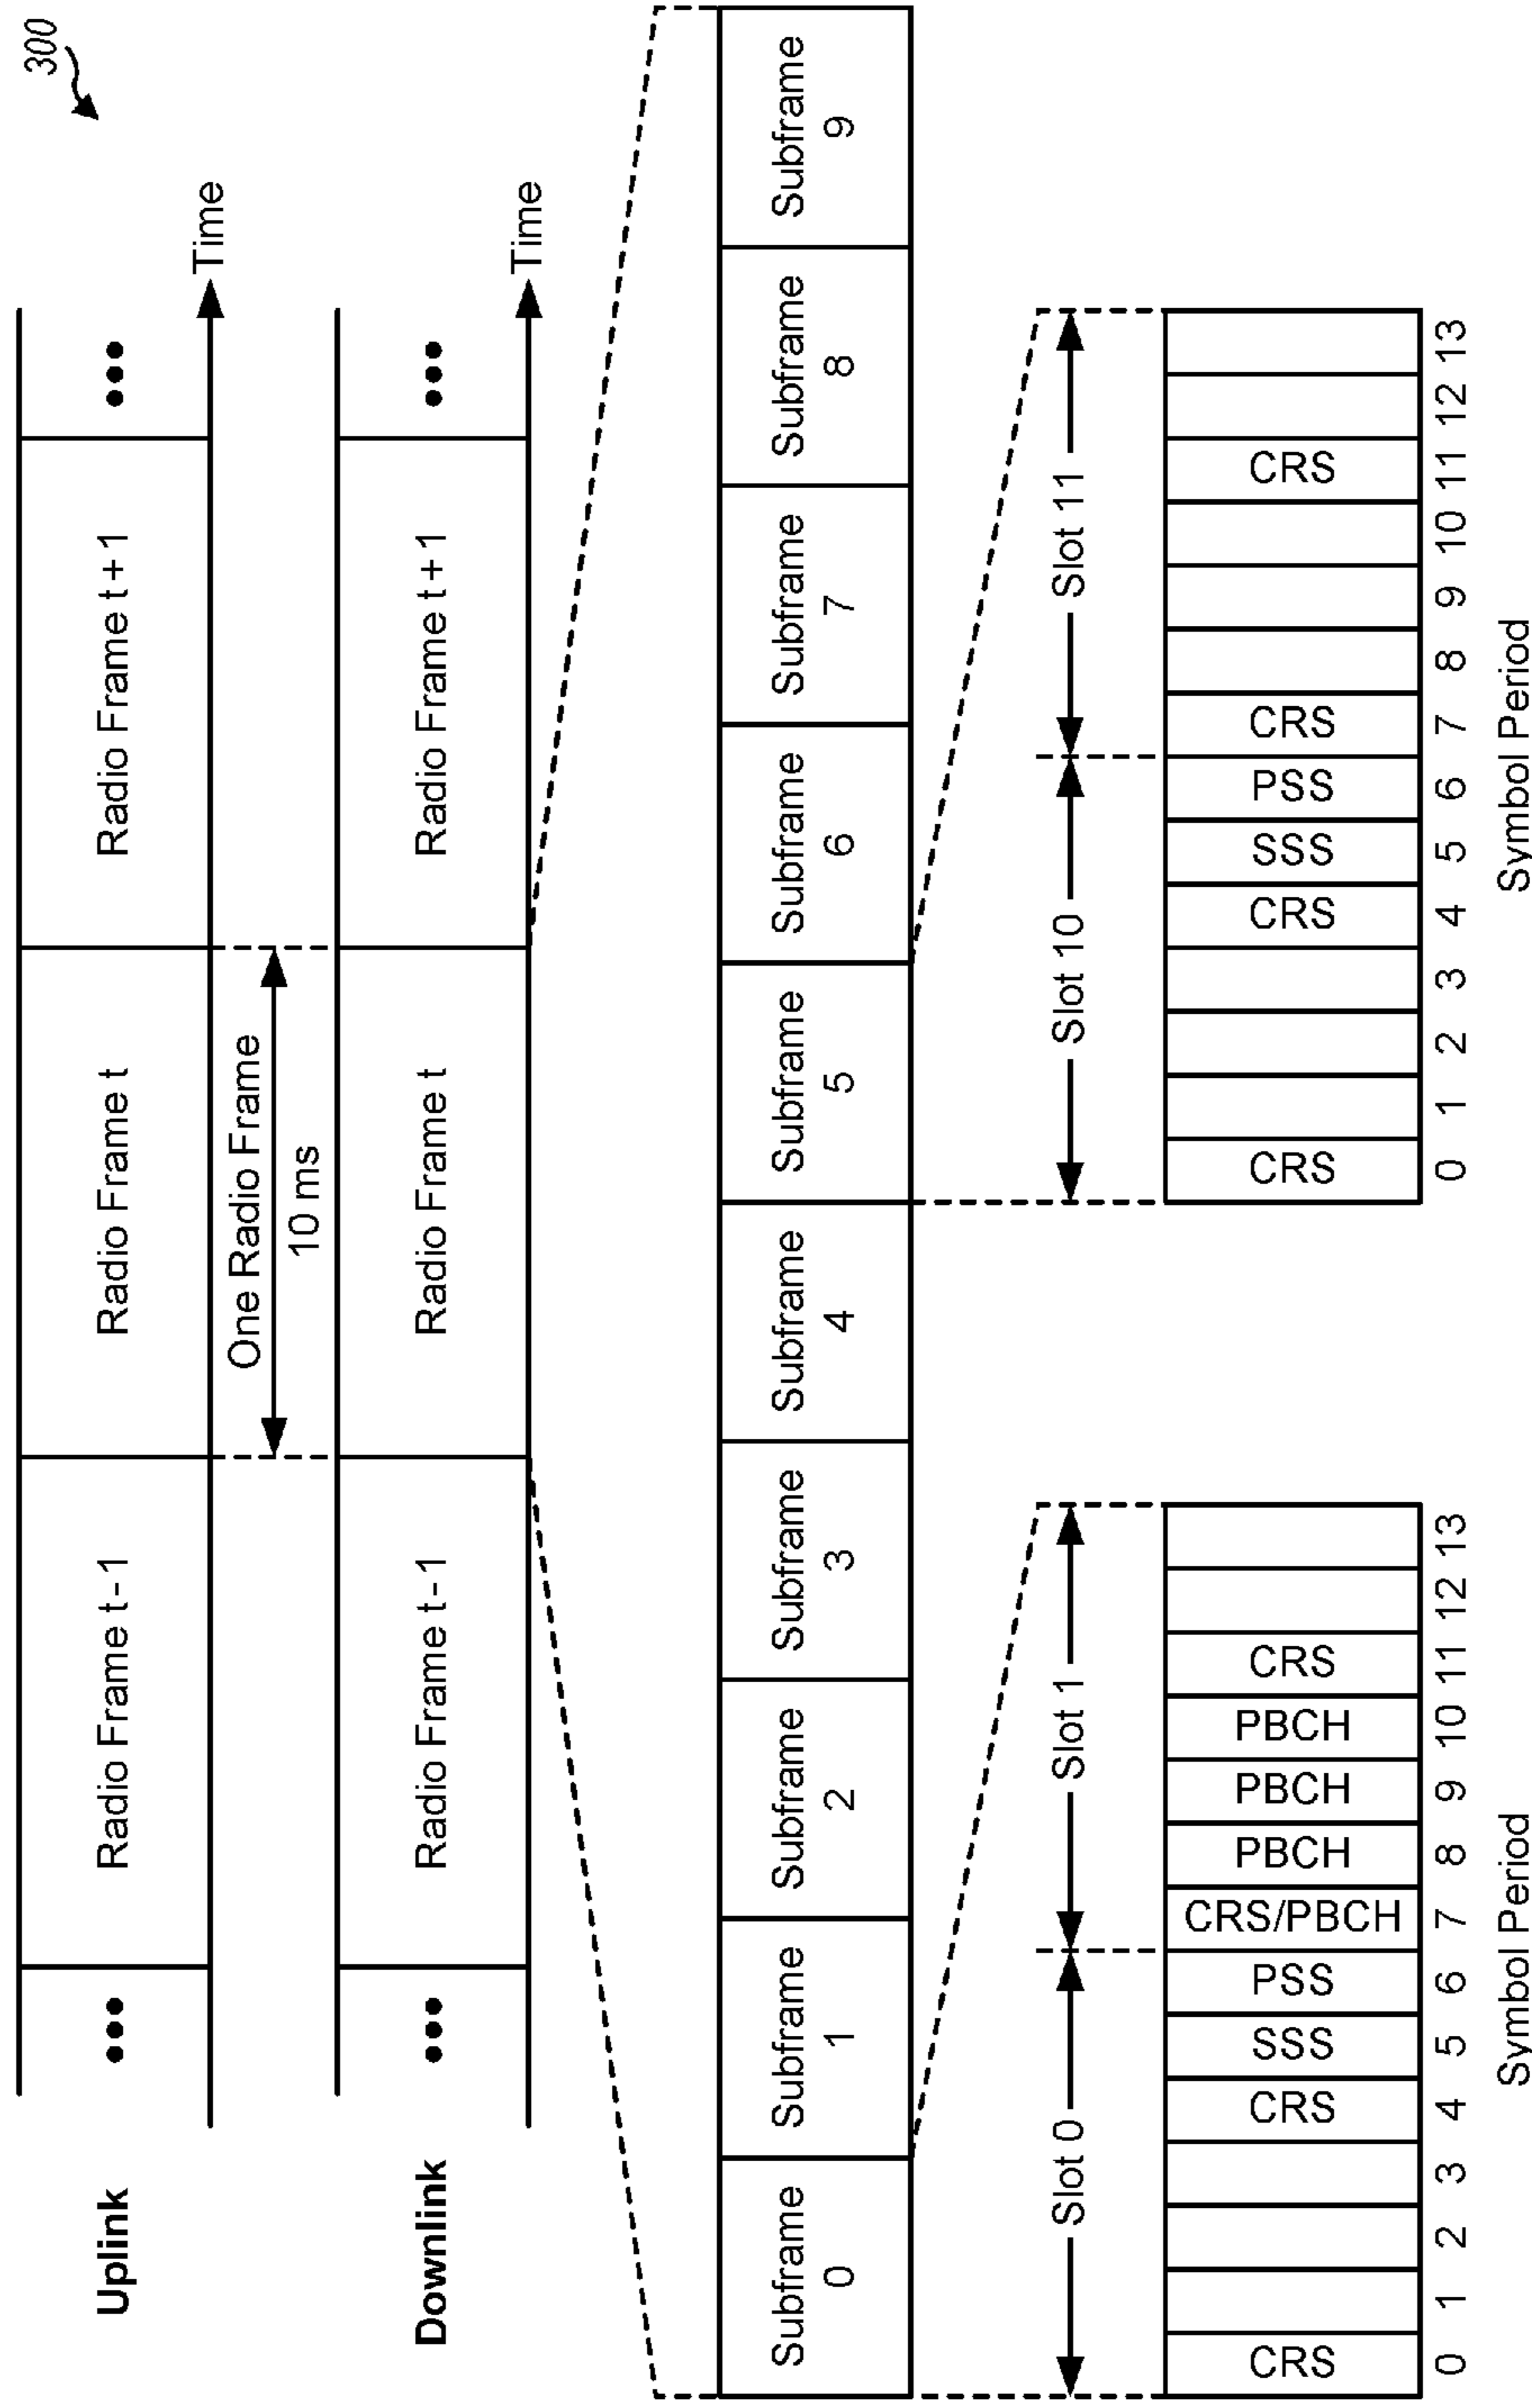 300
Uplink
Radio Frame t-1
Radio Frame t
Radio Frame t+1
Time
One Radio Frame
10 ms
Downlink
Radio Frame t-1
Radio Frame t
Radio Frame t+1
Time
Subframe 0
Subframe 1
Subframe 2
Subframe 3
Subframe 4
Subframe 5
Subframe 6
Subframe 7
Subframe 8
Subframe 9
Slot 0
Slot 1
CRS
CRS
SSS
PSS
CRS/PBCH
PBCH
PBCH
PBCH
CRS
0 1 2 3 4 5 6 7 8 9 10 11 12 13
Symbol Period
Slot 10
Slot 11
CRS
CRS
SSS
PSS
CRS
CRS
0 1 2 3 4 5 6 7 8 9 10 11 12 13
Symbol Period